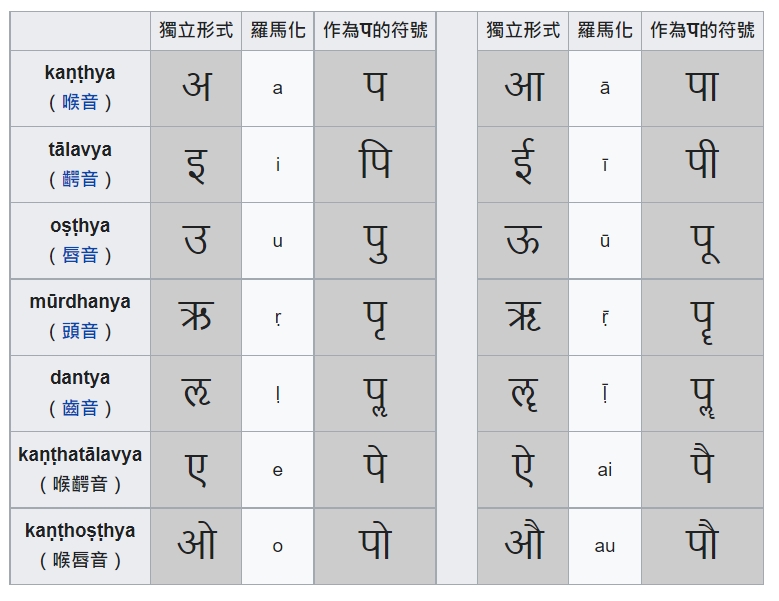 獨立形式 羅馬化 作為प的符號 獨立形式 羅馬化 作為प的符號
kaṇṭhya
（喉音） अ a प आ ā पा
tālavya
（齶音） इ i पि ई ī पी
oṣṭhya
（唇音） उ u पु ऊ ū पू
mūrdhanya
（頭音） ऋ ṛ पृ ॠ ṝ पॄ
dantya
（齒音） ऌ ḷ पॢ ॡ ḹ पॣ
kaṇṭhatālavya
（喉齶音） ए e पे ऐ ai पै
kaṇṭhoṣṭhya
（喉唇音） ओ o पो औ au पौ